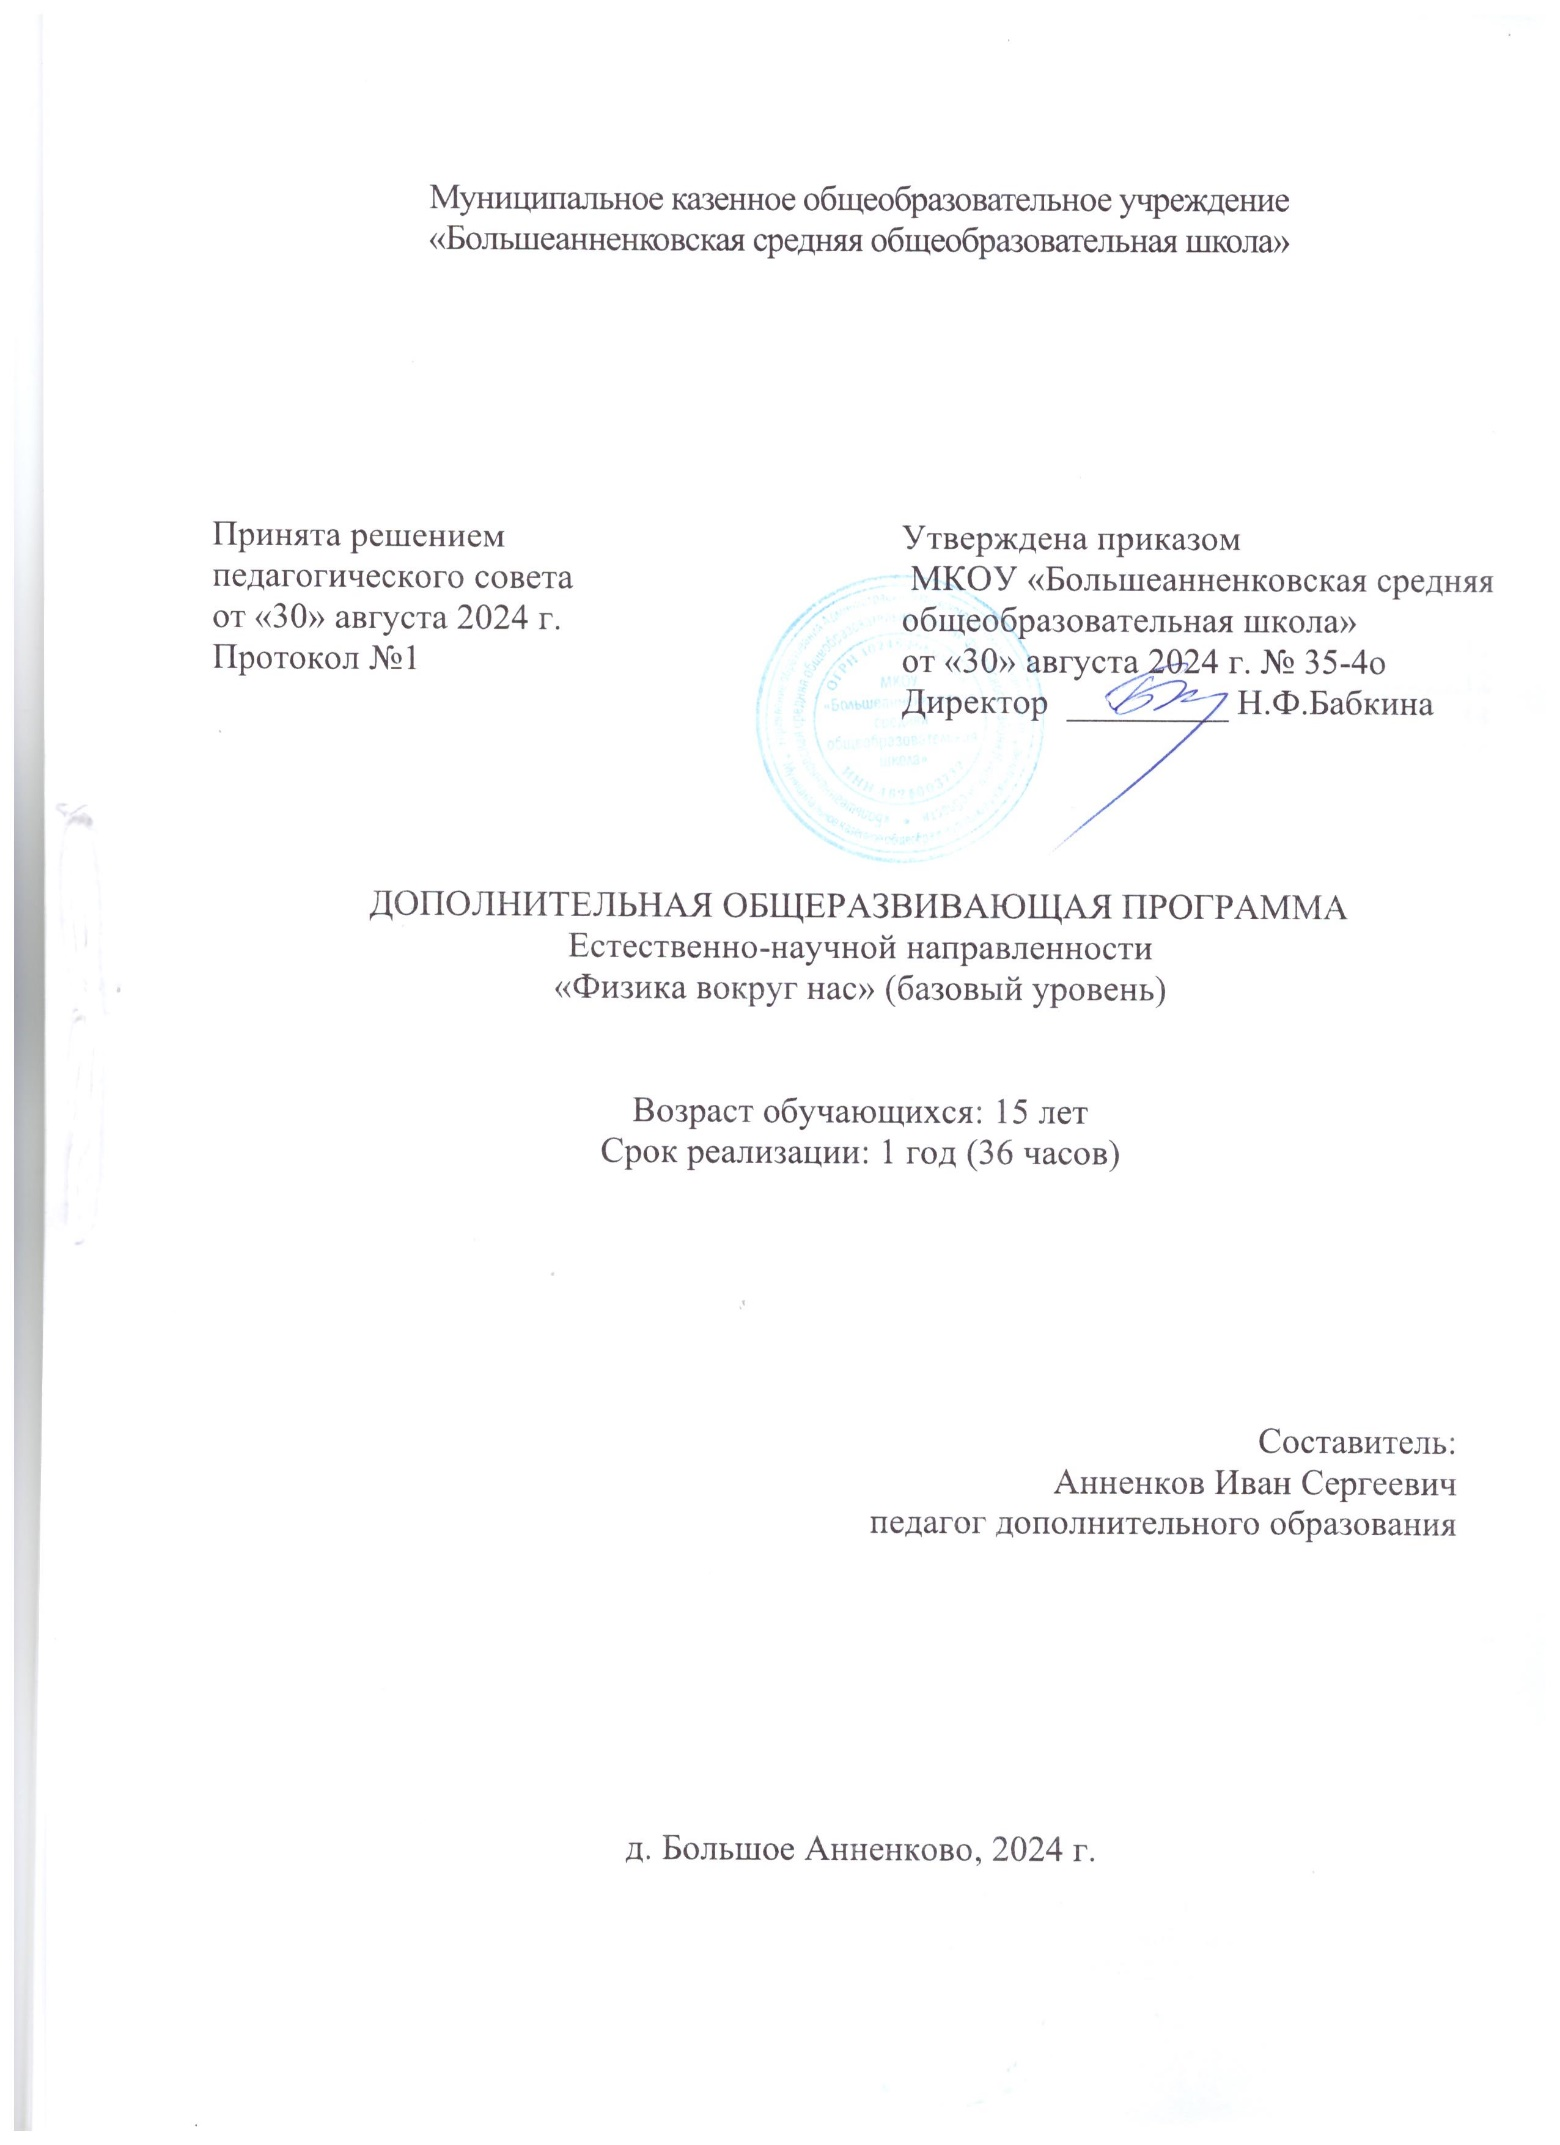 Муниципальное казенное общеобразовательное учреждение
«Большеанненковская средняя общеобразовательная школа»
Принята решением
педагогического совета
от «30» августа 2024 г.
Протокол №1
Утверждена приказом
МКОУ «Большеанненковская средняя
общеобразовательная школа»
от «30» августа 2024 г. № 35-4о
Директор __________ Н.Ф.Бабкина
МКОУ
общеобразовательная
школа»
ДОПОЛНИТЕЛЬНАЯ ОБЩЕРАЗВИВАЮЩАЯ ПРОГРАММА
Естественно-научной направленности
«Физика вокруг нас» (базовый уровень)
Возраст обучающихся: 15 лет
Срок реализации: 1 год (36 часов)
Составитель:
Анненков Иван Сергеевич
педагог дополнительного образования
д. Большое Анненково, 2024 г.